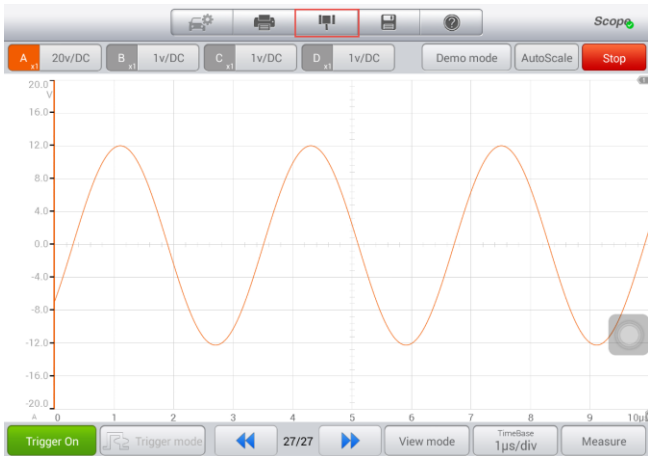 Scope
A x1 20v/DC B x1 1v/DC C x1 1v/DC D x1 1v/DC Demo mode AutoScale Stop
20.0
V
16.0
12.0
8.0
4.0
0.0
-4.0
-8.0
-12.0
-16.0
-20.0
A 0 1 2 3 4 5 6 7 8 9 10µ
Trigger On Trigger mode 27/27 View mode TimeBase Measure
1µs/div